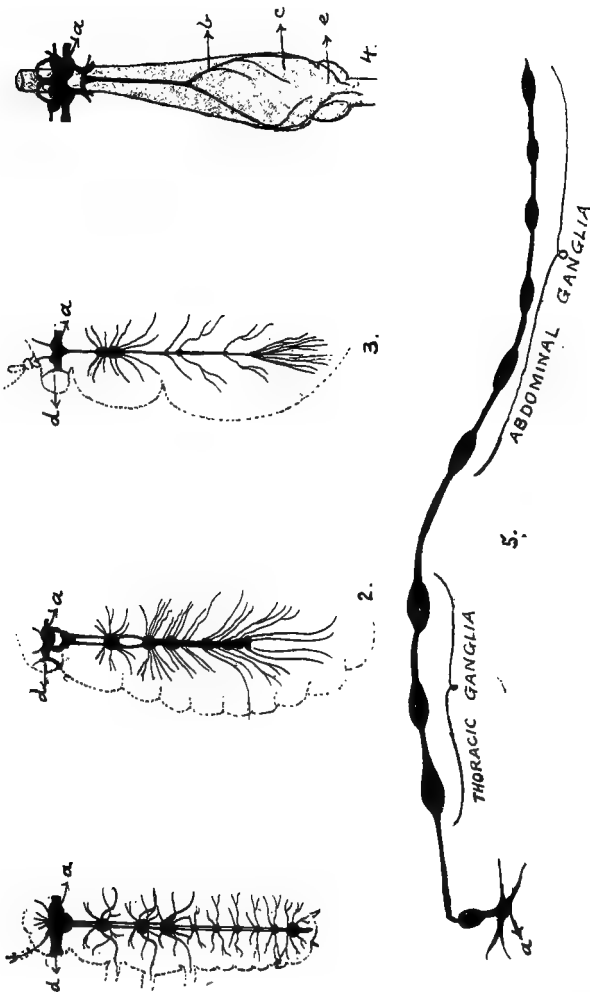 d
a
d
a
2.
d
a
3.
a
b
c
e
4.
a
THORACIC GANGLIA
5.
ABDOMINAL GANGLIA